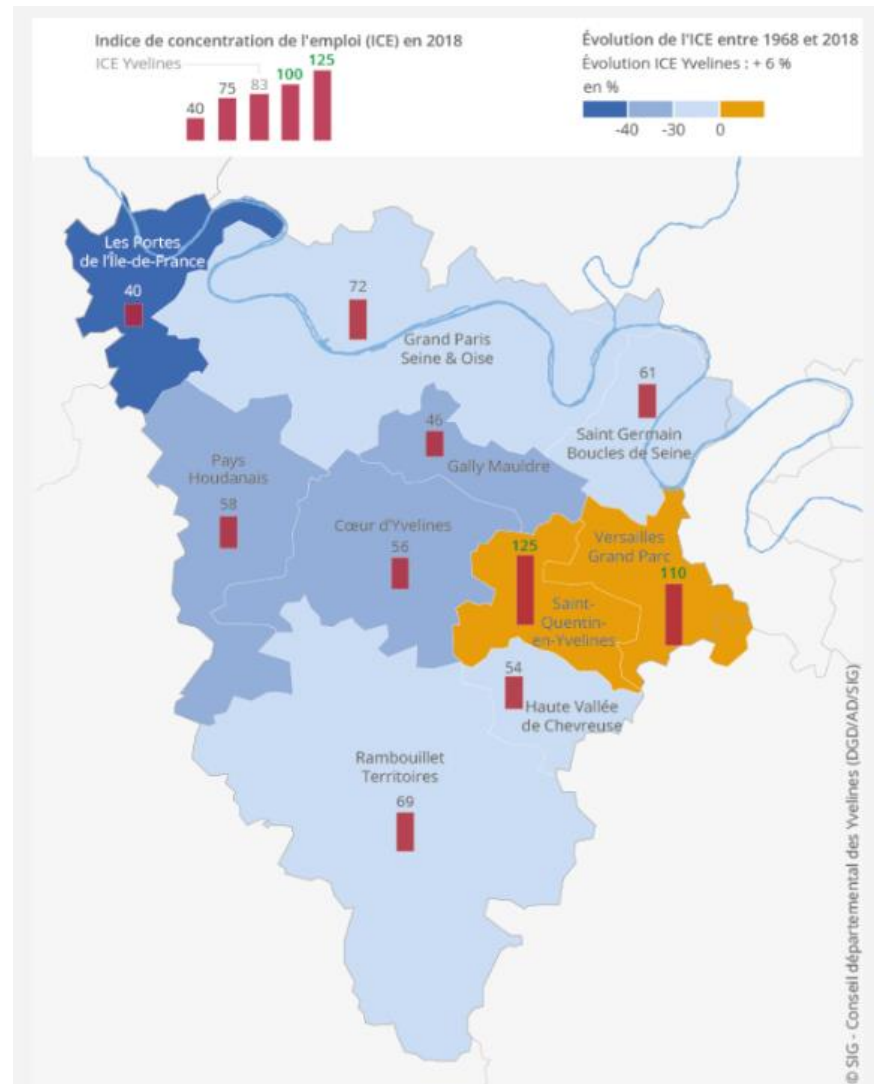 Indice de concentration de l'emploi (ICE) en 2018
ICE Yvelines
40
75
83
100
125
Évolution de l'ICE entre 1968 et 2018
Évolution ICE Yvelines : + 6 %
en %
-40
-30
0
Les Portes
de l'Île-de-France
40
72
Grand Paris
Seine & Oise
61
Saint Germain
Boucles de Seine
46
Gally Mauldre
Pays
Houdanais
58
Cœur d'Yvelines
56
125
Saint-
Quentin-
en-Yvelines
Versailles
Grand Parc
110
54
Haute Vallée
de Chevreuse
Rambouillet
Territoires
69
© SIG - Conseil départemental des Yvelines (DGD/AD/SIG)